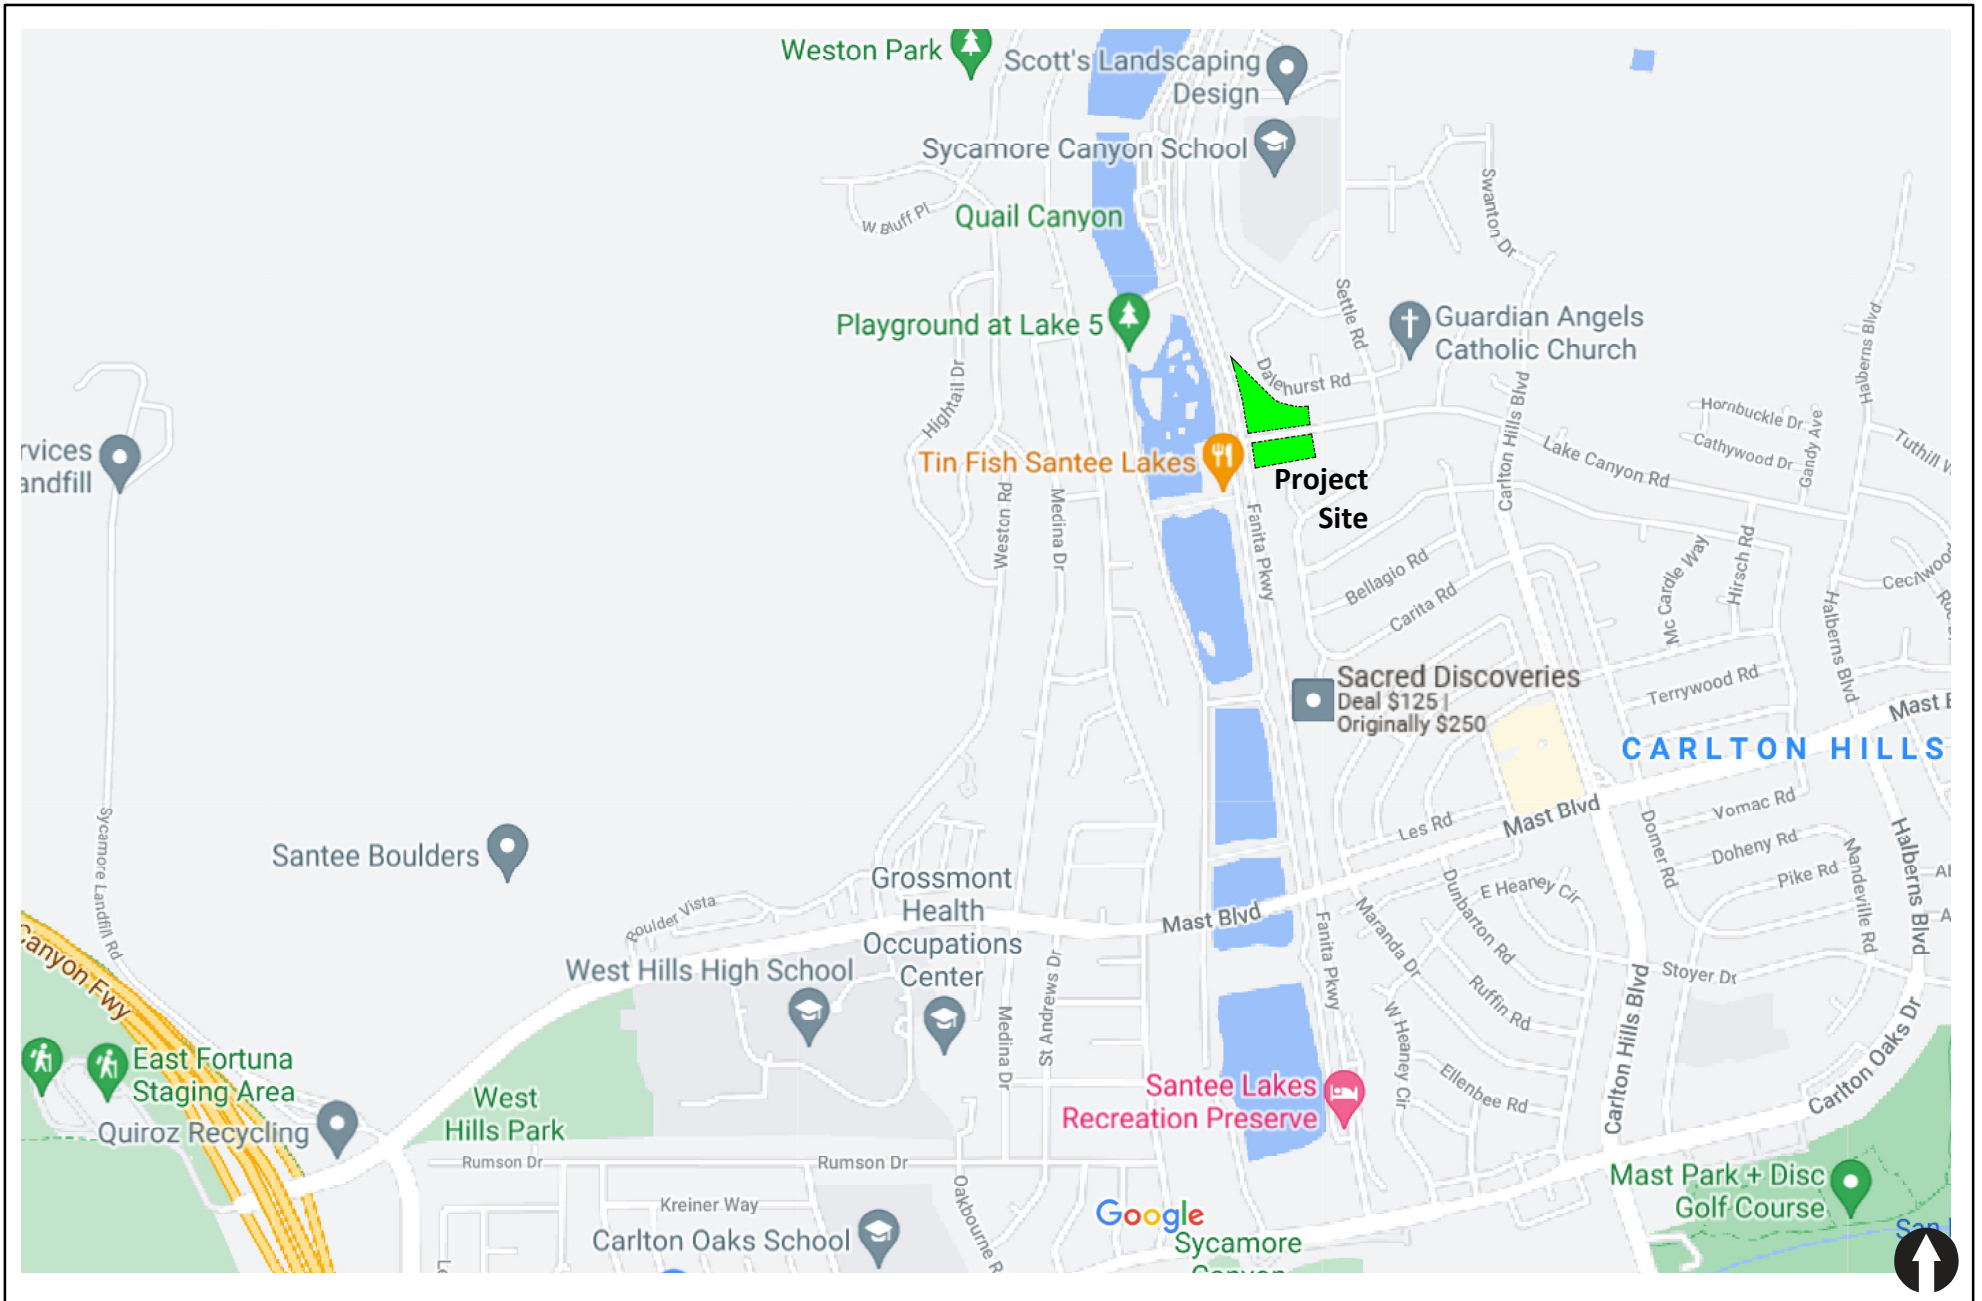 Weston Park
Scott's Landscaping
Design
Sycamore Canyon School
Swanton Dr
W Bluff Pl
Quail Canyon
Settle Rd
Playground at Lake 5
Guardian Angels
Catholic Church
Halberns Blvd
Hightail Dr
Dalehurst Rd
Carlton Hills Blvd
Hornbuckle Dr
Cathywood Dr
Gandy Ave
Tuthill
Lake Canyon Rd
rvices
andfill
Tin Fish Santee Lakes
Project
Site
Weston Rd
Medina Dr
Fanita Pkwy
Bellagio Rd
Carita Rd
Mc Cardle Way
Hirsch Rd
Cecilwood
Halberns Blvd
Sacred Discoveries
Deal $125 |
Originally $250
Terrywood Rd
Mast B
CARLTON HILLS
Sycamore Landfill Rd
Santee Boulders
Les Rd
Mast Blvd
Vomac Rd
Domer Rd
Doheny Rd
Pike Rd
Mandeville Rd
Halberns Blvd
Grossmont
Health
Occupations
Center
Boulder Vista
Mast Blvd
E Heaney Cir
Dunbarton Rd
Maranda Dr
Fanita Pkwy
Canyon Fwy
West Hills High School
St Andrews Dr
Medina Dr
Stoyer Dr
Ruffin Rd
W Heaney Cir
Carlton Hills Blvd
Carlton Oaks Dr
East Fortuna
Staging Area
West
Hills Park
Quiroz Recycling
Santee Lakes
Recreation Preserve
Ellenbee Rd
Rumson Dr
Rumson Dr
Kreiner Way
Oakbourne R
Carlton Oaks School
Google
Sycamore
Canyon
Mast Park + Disc
Golf Course
San